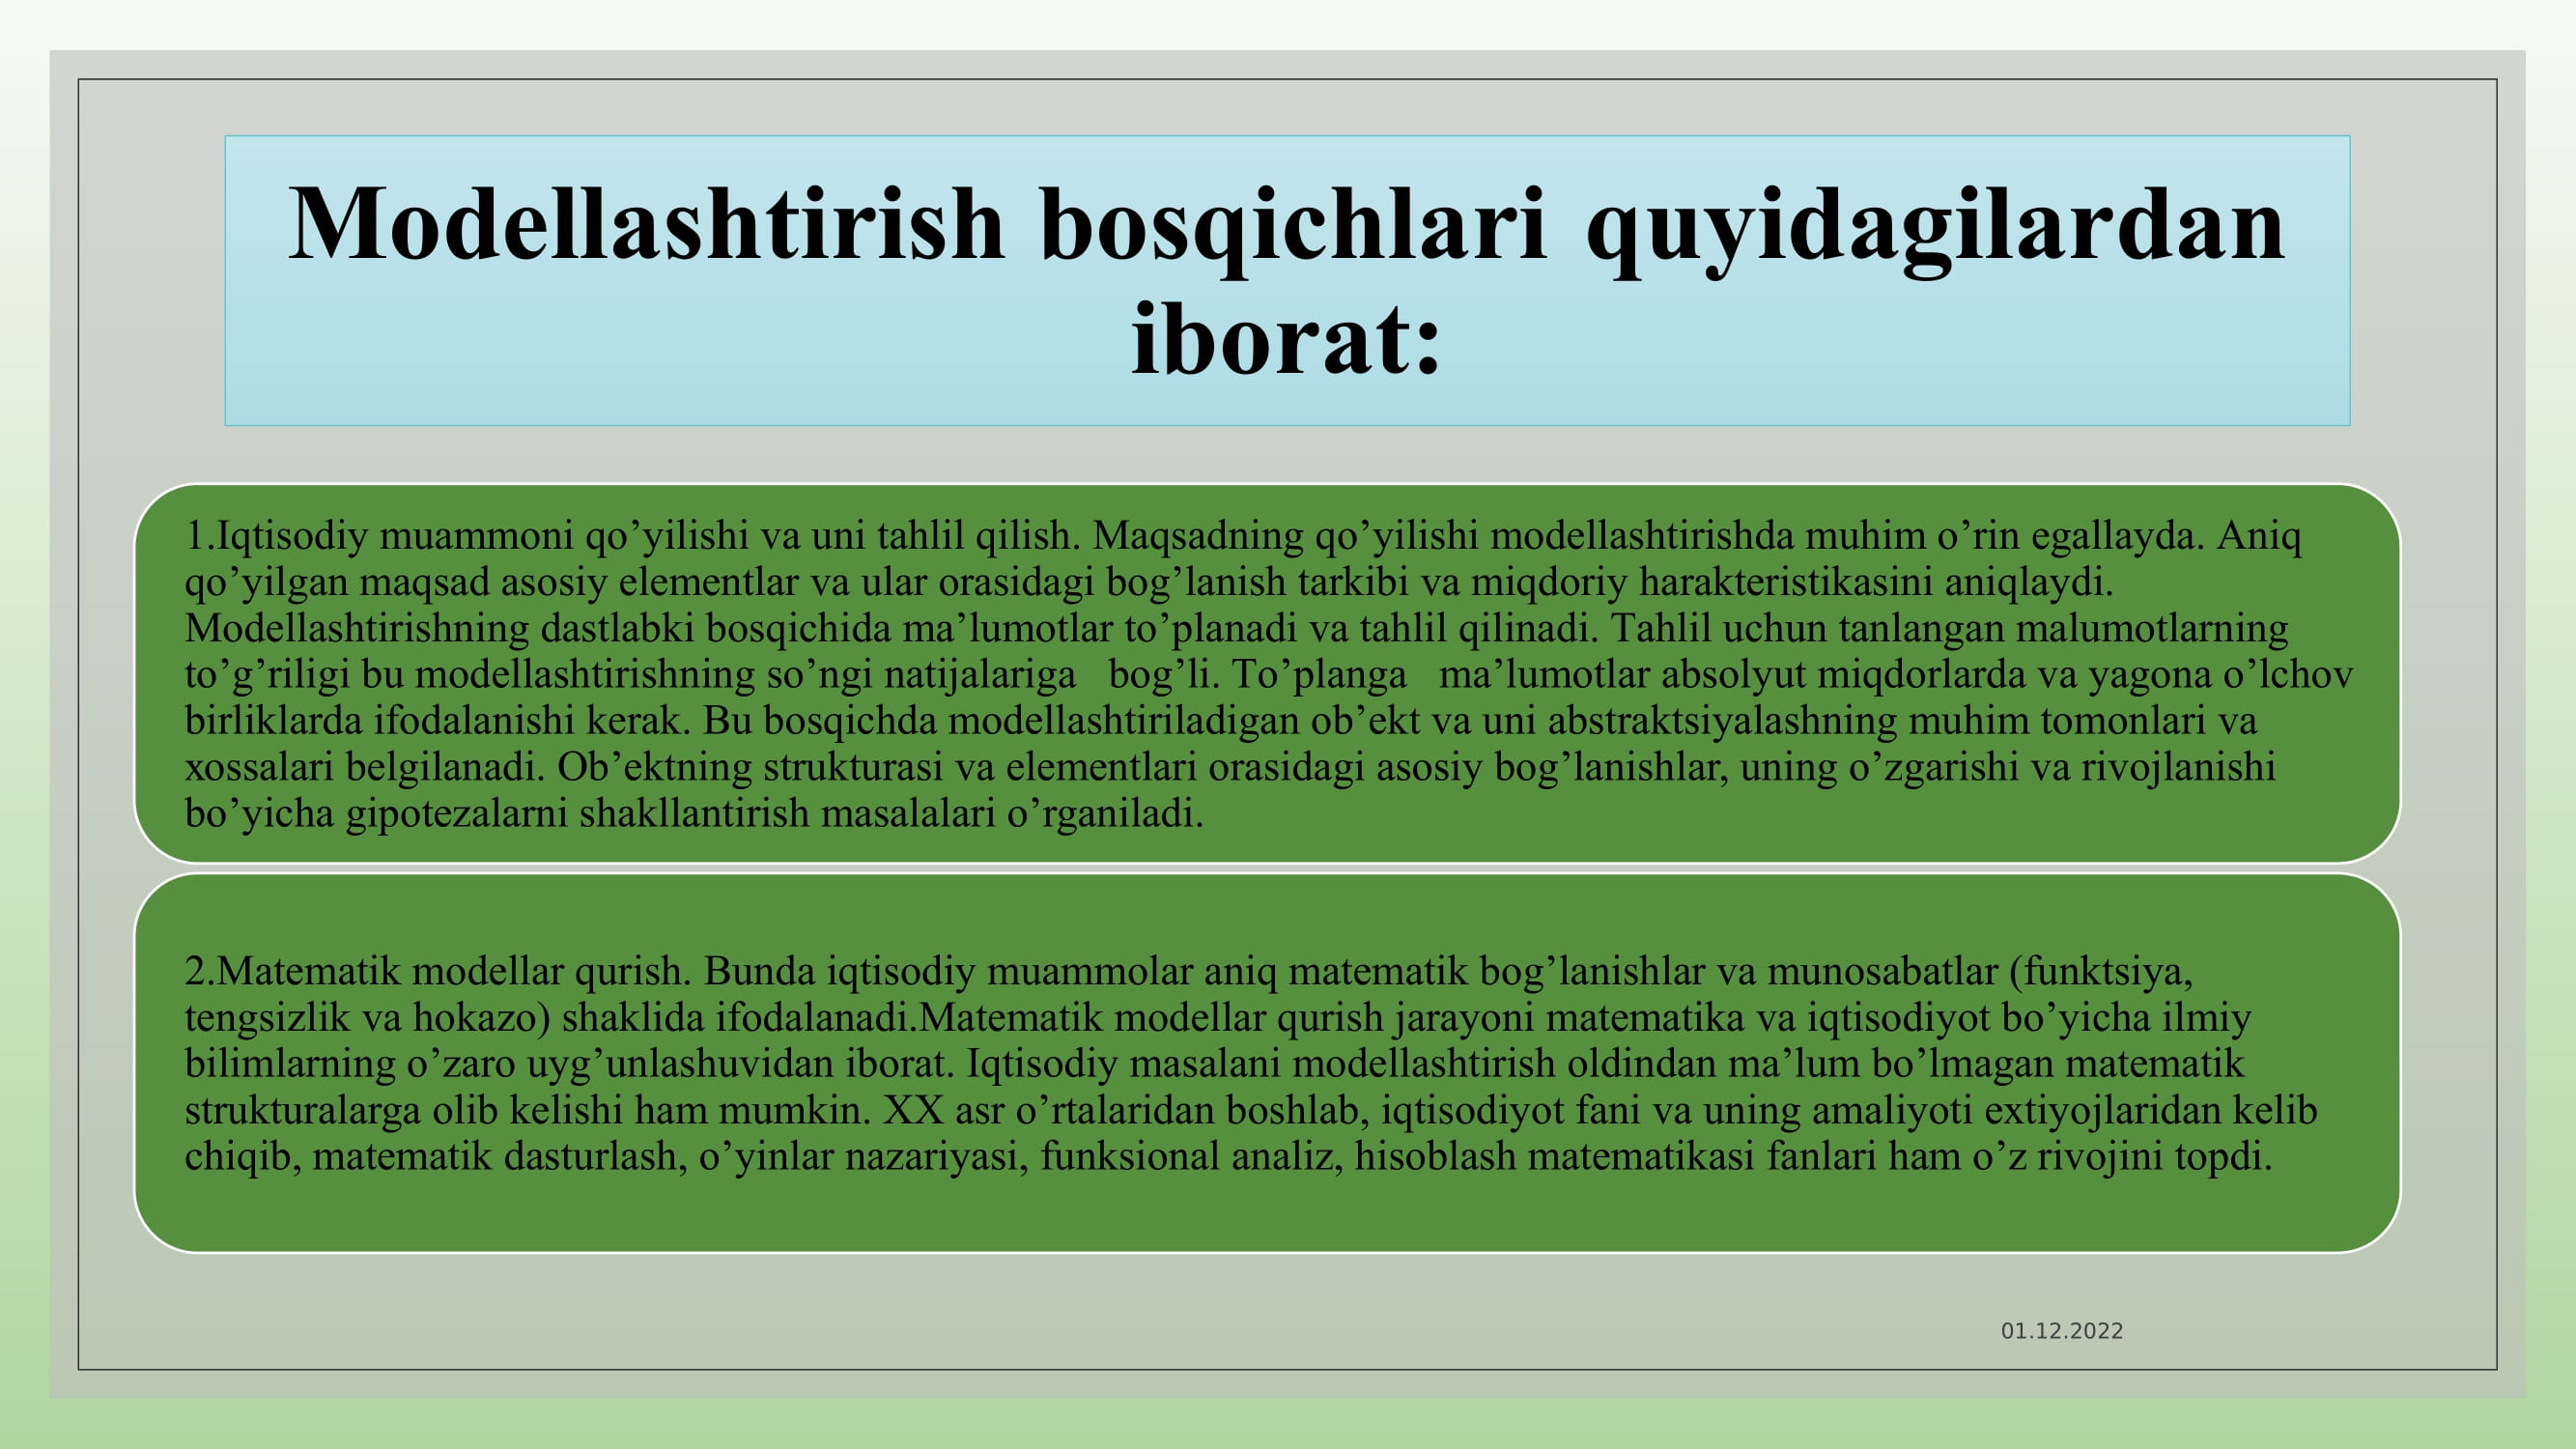 Modellashtirish bosqichlari quyidagilardan
iborat:
1.Iqtisodiy muammoni qo’yilishi va uni tahlil qilish. Maqsadning qo’yilishi modellashtirishda muhim o’rin egallayda. Aniq
qo’yilgan maqsad asosiy elementlar va ular orasidagi bog’lanish tarkibi va miqdoriy harakteristikasini aniqlaydi.
Modellashtirishning dastlabki bosqichida ma’lumotlar to’planadi va tahlil qilinadi. Tahlil uchun tanlangan malumotlarning
to’g’riligi bu modellashtirishning so’ngi natijalariga   bog’li. To’planga   ma’lumotlar absolyut miqdorlarda va yagona o’lchov
birliklarda ifodalanishi kerak. Bu bosqichda modellashtiriladigan ob’ekt va uni abstraktsiyalashning muhim tomonlari va
xossalari belgilanadi. Ob’ektning strukturasi va elementlari orasidagi asosiy bog’lanishlar, uning o’zgarishi va rivojlanishi
bo’yicha gipotezalarni shakllantirish masalalari o’rganiladi.
2.Matematik modellar qurish. Bunda iqtisodiy muammolar aniq matematik bog’lanishlar va munosabatlar (funktsiya,
tengsizlik va hokazo) shaklida ifodalanadi.Matematik modellar qurish jarayoni matematika va iqtisodiyot bo’yicha ilmiy
bilimlarning o’zaro uyg’unlashuvidan iborat. Iqtisodiy masalani modellashtirish oldindan ma’lum bo’lmagan matematik
strukturalarga olib kelishi ham mumkin. XX asr o’rtalaridan boshlab, iqtisodiyot fani va uning amaliyoti extiyojlaridan kelib
chiqib, matematik dasturlash, o’yinlar nazariyasi, funksional analiz, hisoblash matematikasi fanlari ham o’z rivojini topdi.
01.12.2022